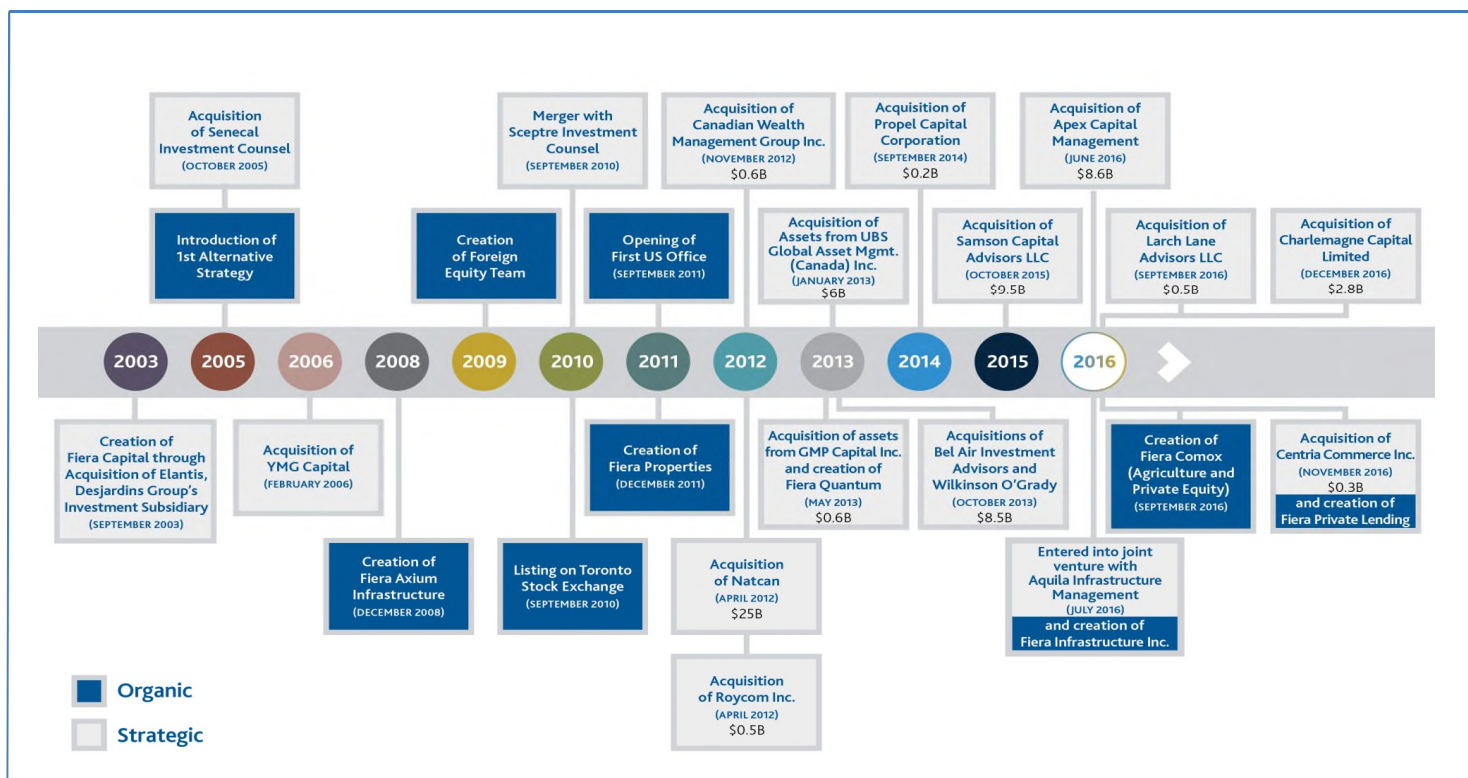 Acquisition
of Senecal
Investment Counsel
(OCTOBER 2005)
Merger with
Sceptre Investment
Counsel
(SEPTEMBER 2010)
Acquisition of
Canadian Wealth
Management Group Inc.
(NOVEMBER 2012)
$0.6B
Acquisition of
Propel Capital
Corporation
(SEPTEMBER 2014)
$0.2B
Acquisition of
Apex Capital
Management
(JUNE 2016)
$8.6B
Introduction of
1st Alternative
Strategy
Creation
of Foreign
Equity Team
Opening of
First US Office
(SEPTEMBER 2011)
Acquisition of
Assets from UBS
Global Asset Mgmt.
(Canada) Inc.
(JANUARY 2013)
$6B
Acquisition of
Samson Capital
Advisors LLC
(OCTOBER 2015)
$9.5B
Acquisition of
Larch Lane
Advisors LLC
(SEPTEMBER 2016)
$0.5B
Acquisition of
Charlemagne Capital
Limited
(DECEMBER 2016)
$2.8B
2003 2005 2006 2008 2009 2010 2011 2012 2013 2014 2015 2016
Creation of
Fiera Capital through
Acquisition of Elantis,
Desjardins Group's
Investment Subsidiary
(SEPTEMBER 2003)
Acquisition of
YMG Capital
(FEBRUARY 2006)
Creation of
Fiera Properties
(DECEMBER 2011)
Acquisition of assets
from GMP Capital Inc.
and creation of
Fiera Quantum
(MAY 2013)
$0.6B
Acquisitions of
Bel Air Investment
Advisors and
Wilkinson O'Grady
(OCTOBER 2013)
$8.5B
Creation of
Fiera Comox
(Agriculture and
Private Equity)
(SEPTEMBER 2016)
Acquisition of
Centria Commerce Inc.
(NOVEMBER 2016)
$0.3B
and creation of
Fiera Private Lending
Creation of
Fiera Axium
Infrastructure
(DECEMBER 2008)
Listing on Toronto
Stock Exchange
(SEPTEMBER 2010)
Acquisition
of Natcan
(APRIL 2012)
$25B
Entered into joint
venture with
Aquila Infrastructure
Management
(JULY 2016)
and creation of
Fiera Infrastructure Inc.
Acquisition
of Roycom Inc.
(APRIL 2012)
$0.5B
Organic
Strategic